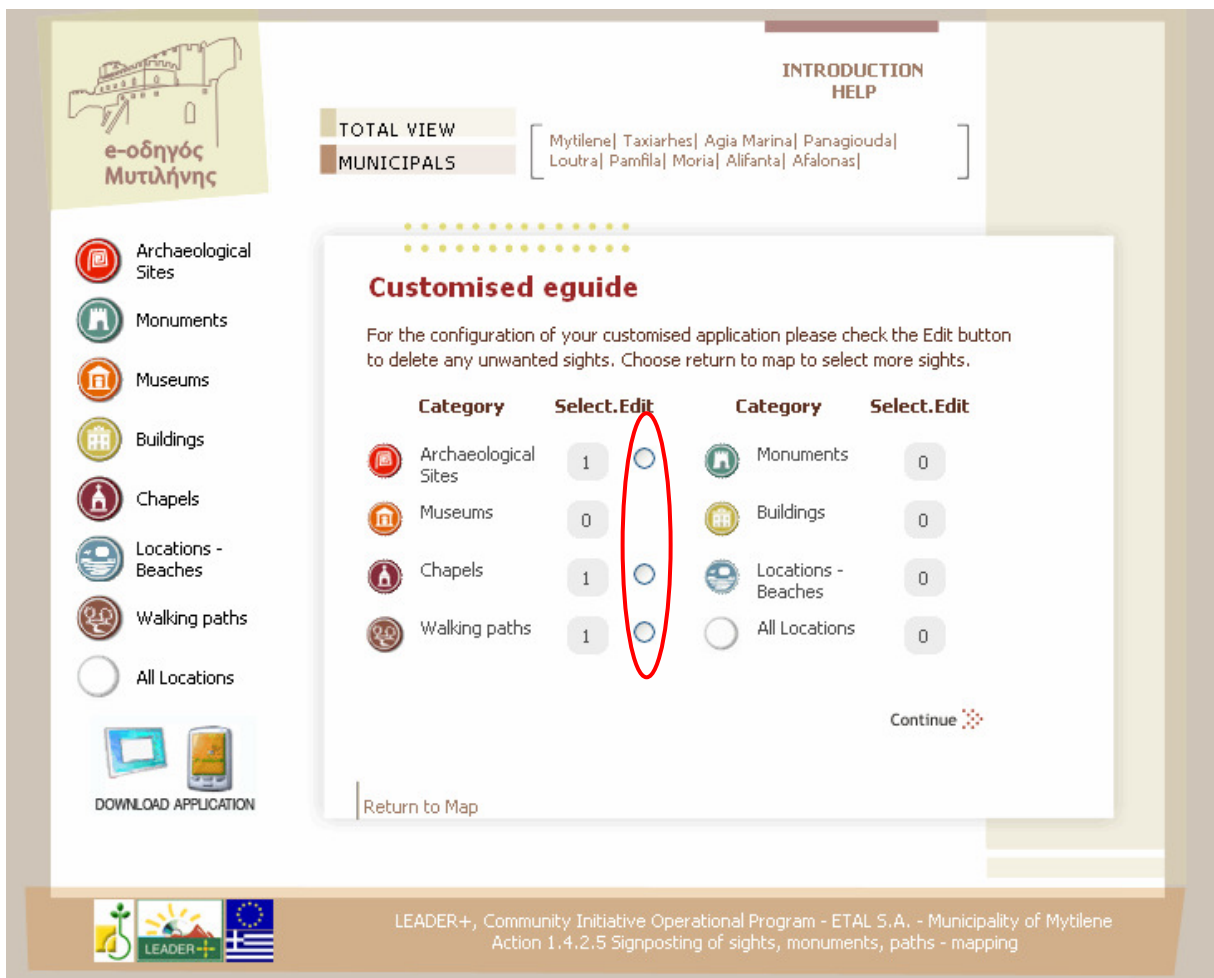 e-οδηγός
Μυτιλήνης
INTRODUCTION
HELP
TOTAL VIEW
MUNICIPALS
Mytilene| Taxiarhes| Agia Marina| Panagiouda|
Loutra| Pamfila| Moria| Alifanta| Afalonas|
Archaeological
Sites
Monuments
Museums
Buildings
Chapels
Locations -
Beaches
Walking paths
All Locations
DOWNLOAD APPLICATION
Customised eguide
For the configuration of your customised application please check the Edit button
to delete any unwanted sights. Choose return to map to select more sights.
Category Select.Edit Category Select.Edit
Archaeological
Sites 1 Monuments 0
Museums 0 Buildings 0
Chapels 1 Locations -
Beaches 0
Walking paths 1 All Locations 0
Continue
Return to Map
LEADER+
LEADER+, Community Initiative Operational Program - ETAL S.A. - Municipality of Mytilene
Action 1.4.2.5 Signposting of sights, monuments, paths - mapping